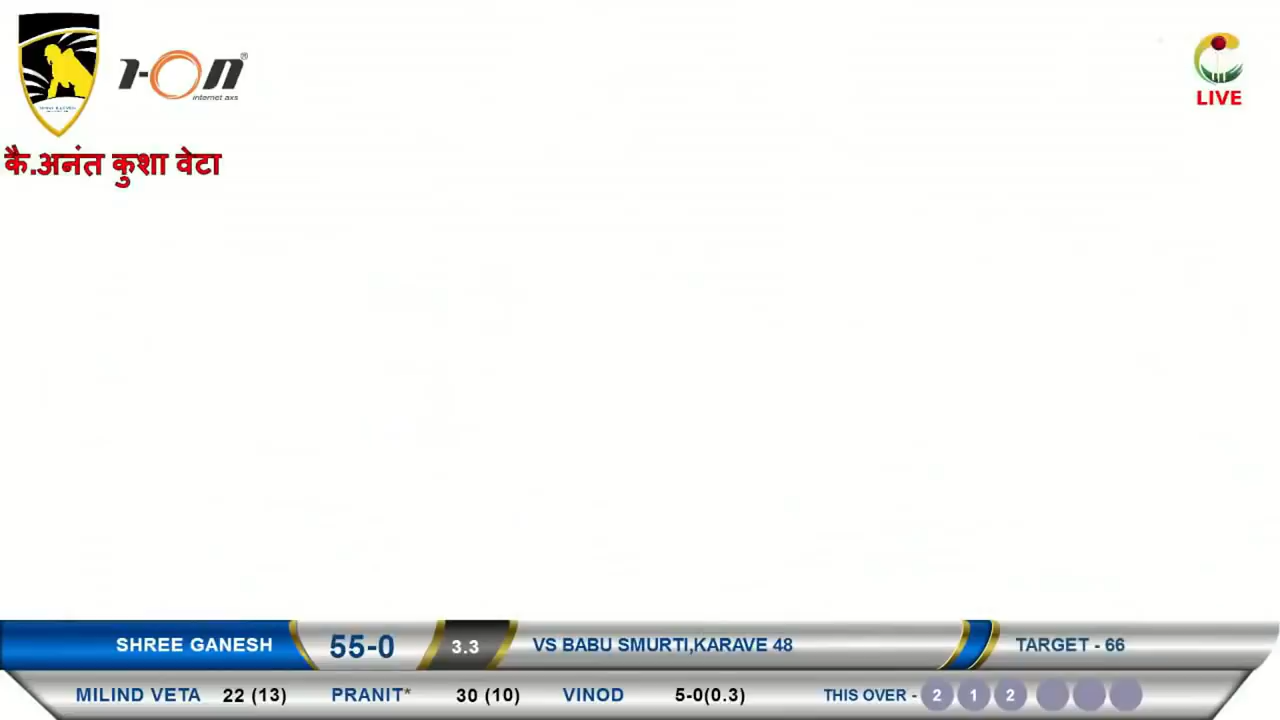 1-On®
internet axs
LIVE
कै.अनंत कुशा वेटा
SHREE GANESH 55-0 3.3 VS BABU SMURTI,KARAVE 48 TARGET - 66
MILIND VETA 22 (13) PRANIT* 30 (10) VINOD 5-0(0.3) THIS OVER - 2 1 2